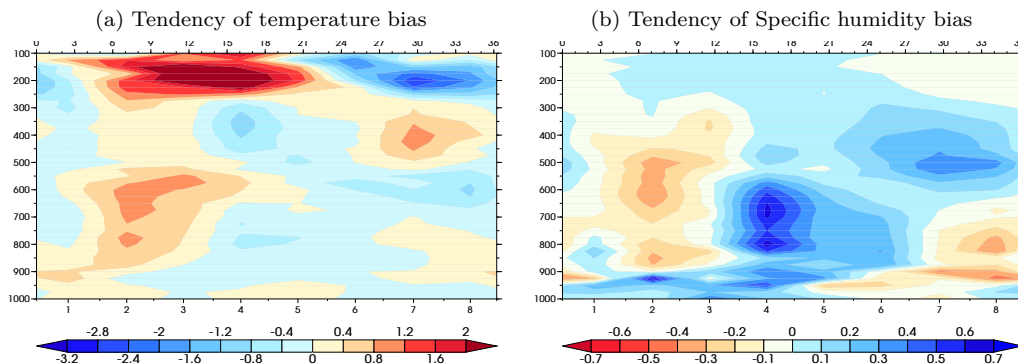 (a) Tendency of temperature bias
0 3 6 9 12 15 18 21 24 27 30 33 36
100
200
300
400
500
600
700
800
900
1000
1 2 3 4 5 6 7 8
-2.8 -2 -1.2 -0.4 0.4 1.2 2
-3.2 -2.4 -1.6 -0.8 0 0.8 1.6
(b) Tendency of Specific humidity bias
0 3 6 9 12 15 18 21 24 27 30 33 3
100
200
300
400
500
600
700
800
900
1000
1 2 3 4 5 6 7 8
-0.6 -0.4 -0.2 0 0.2 0.4 0.6
-0.7 -0.5 -0.3 -0.1 0.1 0.3 0.5 0.7